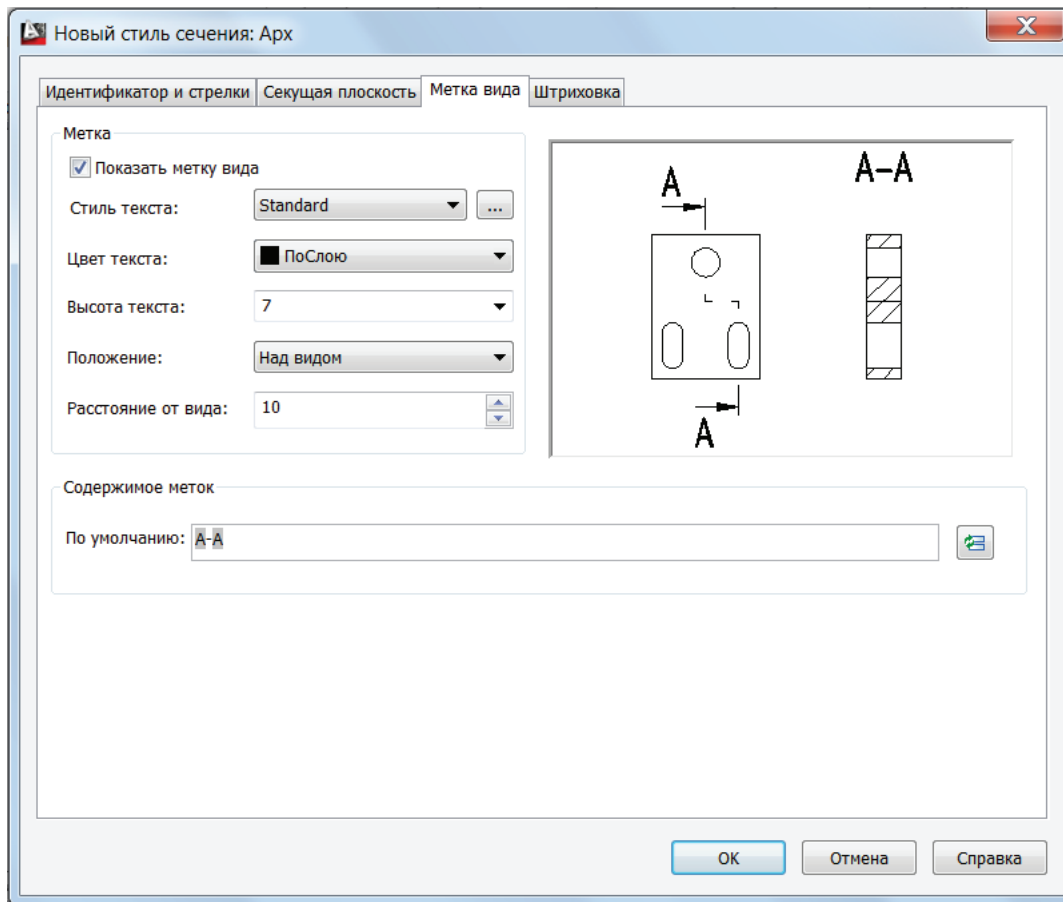 Новый стиль сечения: Арх
Идентификатор и стрелки Секущая плоскость Метка вида Штриховка
Метка
Показать метку вида
Стиль текста: Standard ...
Цвет текста: ПоСлою
Высота текста: 7
Положение: Над видом
Расстояние от вида: 10
A A-A
A
Содержимое меток
По умолчанию: A-A
OK Отмена Справка